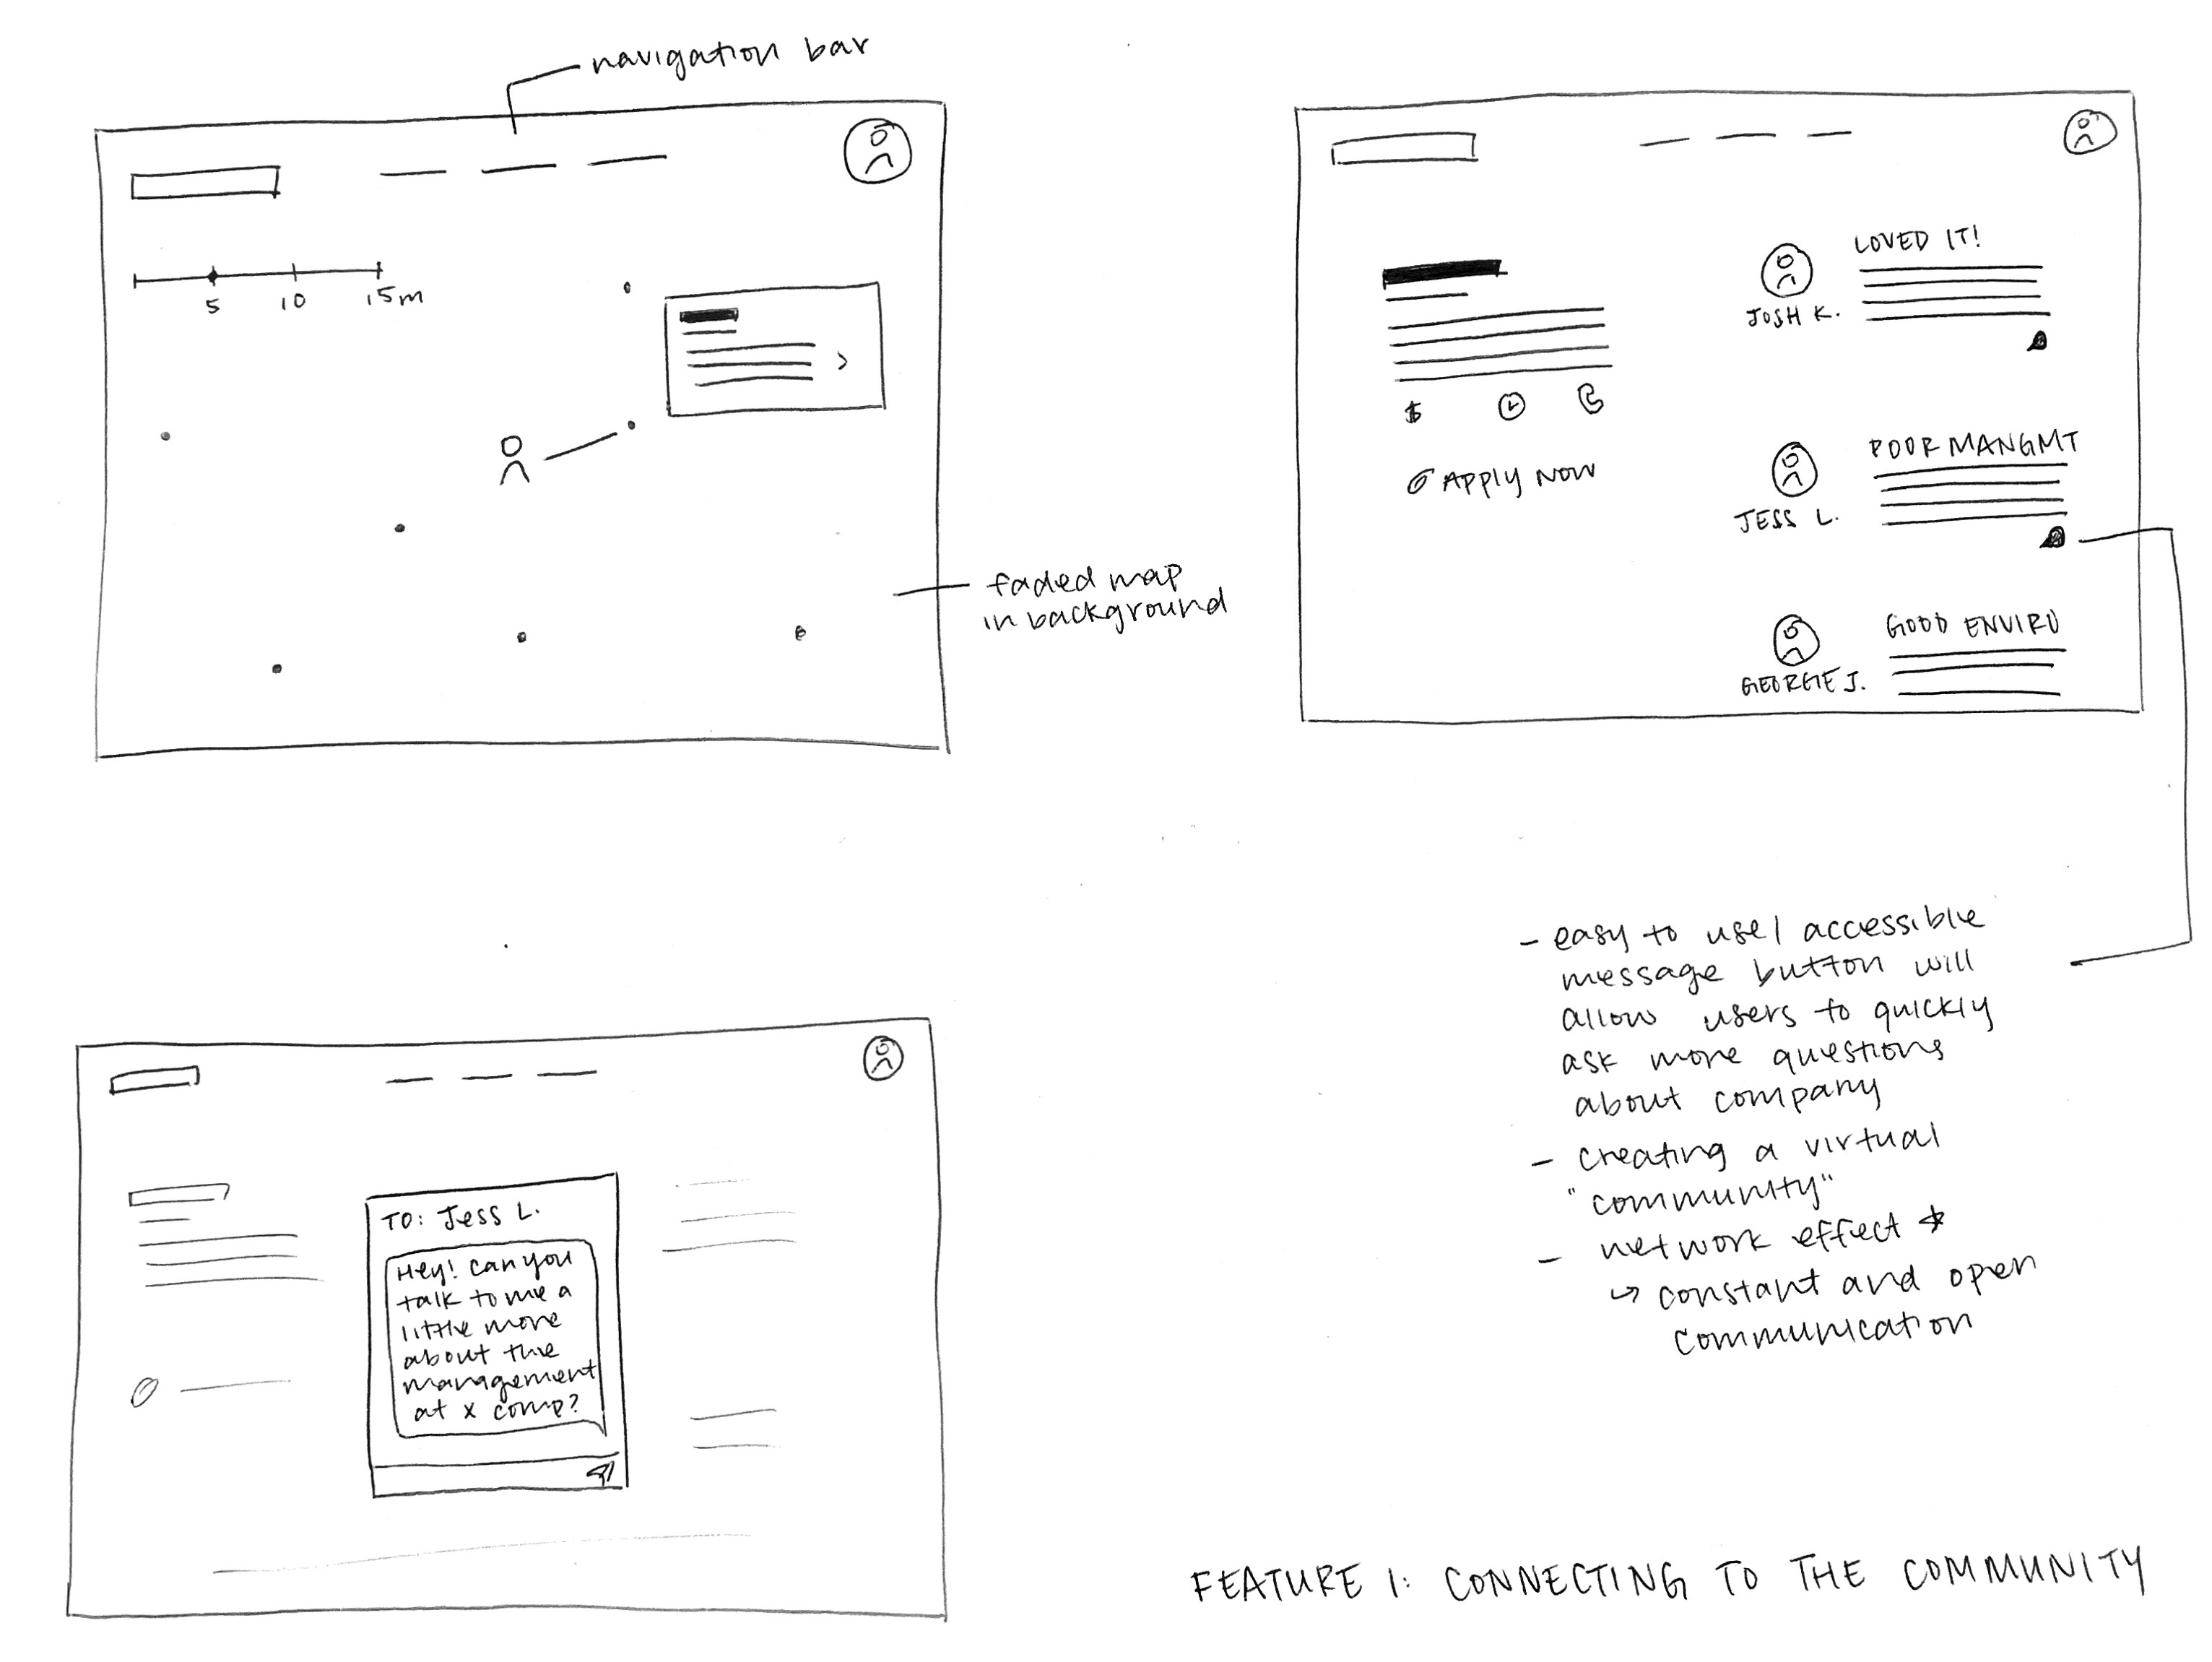 navigation bar
5 10 15m
faded map
in background
LOVED IT!
JOSH K.
$
APPLY NOW
POOR MANGMT
JESS L.
GOOD ENVIRO
GEORGIE J.
- easy to use/ accessible
message button will
allow users to quickly
ask more questions
about company
- creating a virtual
"community"
- network effect *
↳ constant and open
communication
TO: Jess L.
Hey! Can you
talk to me a
little more
about the
management
at x comp?
FEATURE 1: CONNECTING TO THE COMMUNITY